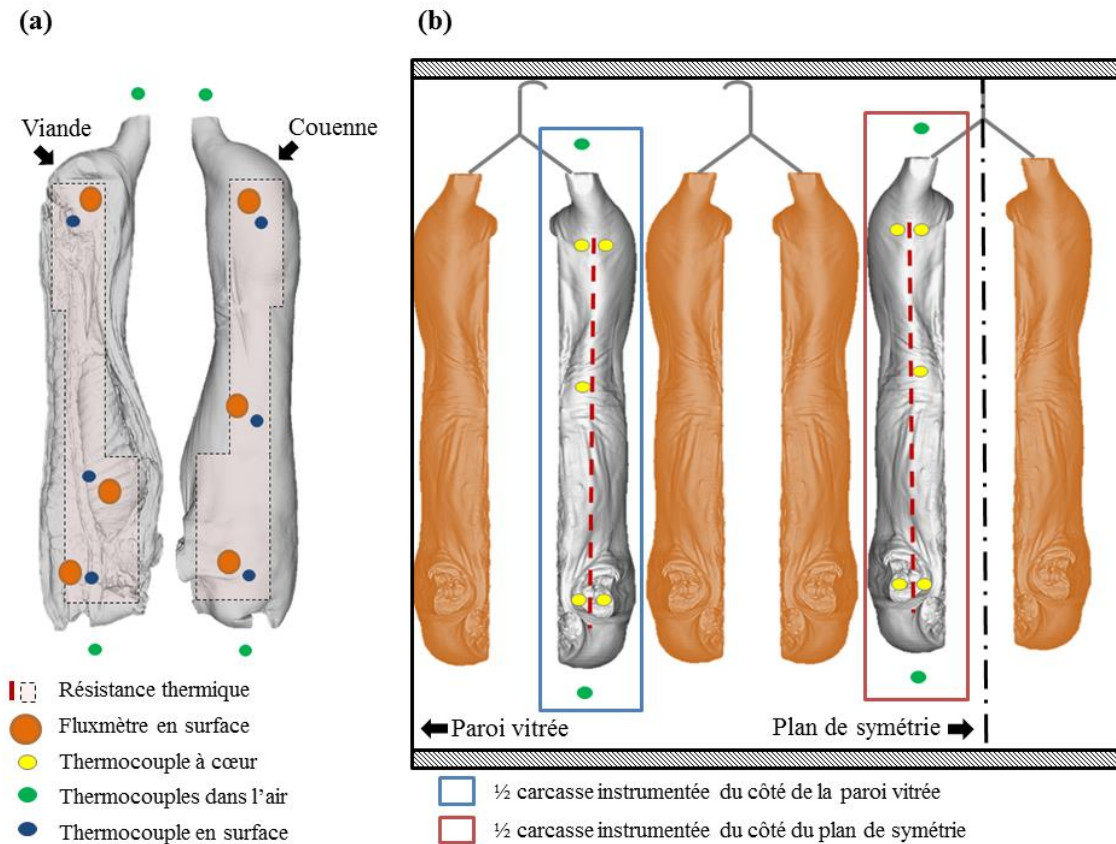 (a)
(b)
Viande
Couenne
Résistance thermique
Fluxmètre en surface
Thermocouple à cœur
Thermocouples dans l’air
Thermocouple en surface
Paroi vitrée
Plan de symétrie
½ carcasse instrumentée du côté de la paroi vitrée
½ carcasse instrumentée du côté du plan de symétrie